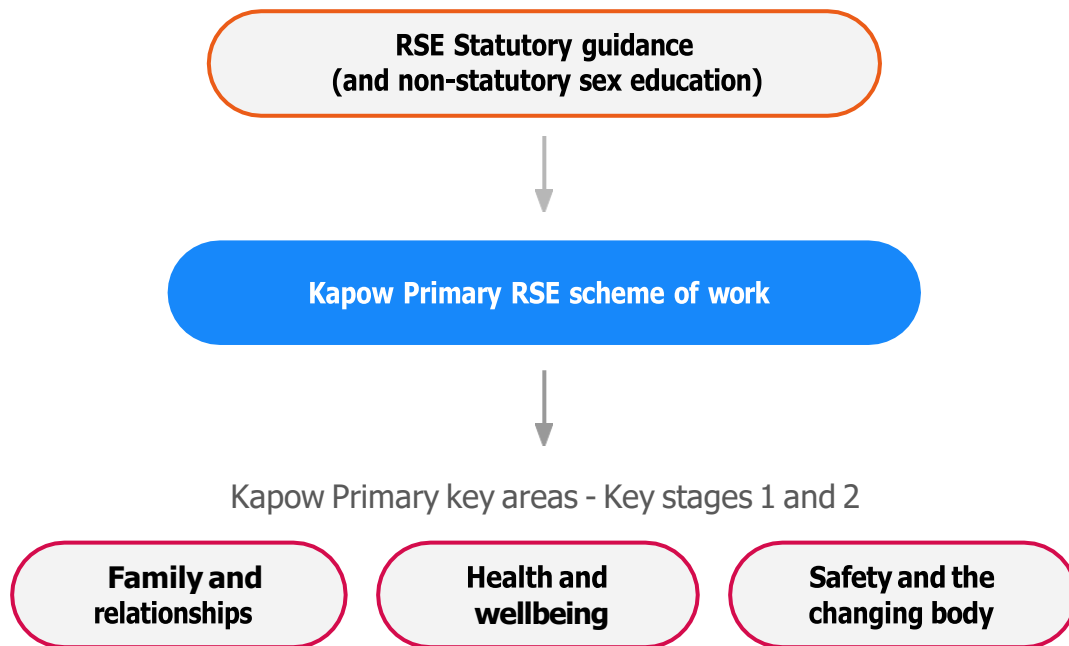 RSE Statutory guidance
(and non-statutory sex education)
Kapow Primary RSE scheme of work
Kapow Primary key areas - Key stages 1 and 2
Family and
relationships
Health and
wellbeing
Safety and the
changing body